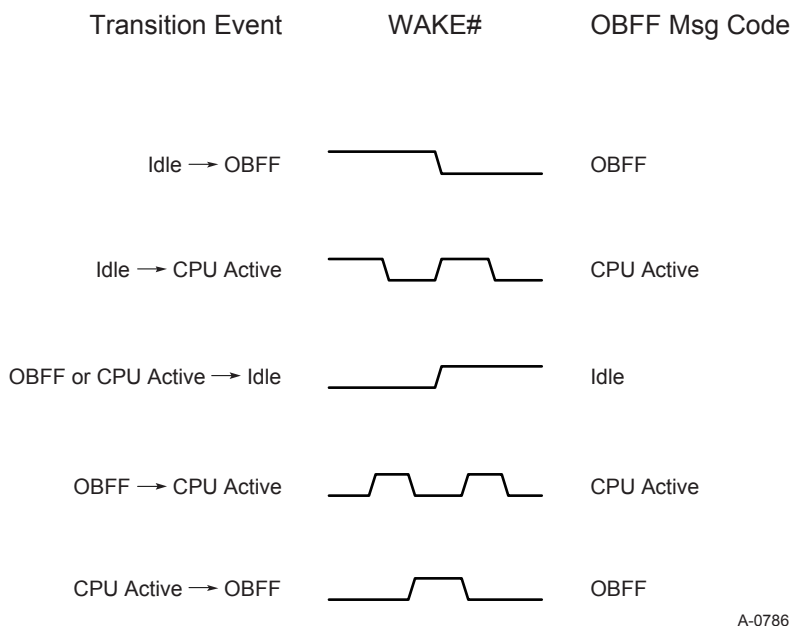 Transition Event WAKE# OBFF Msg Code
Idle → OBFF OBFF
Idle → CPU Active CPU Active
OBFF or CPU Active → Idle Idle
OBFF → CPU Active CPU Active
CPU Active → OBFF OBFF
A-0786